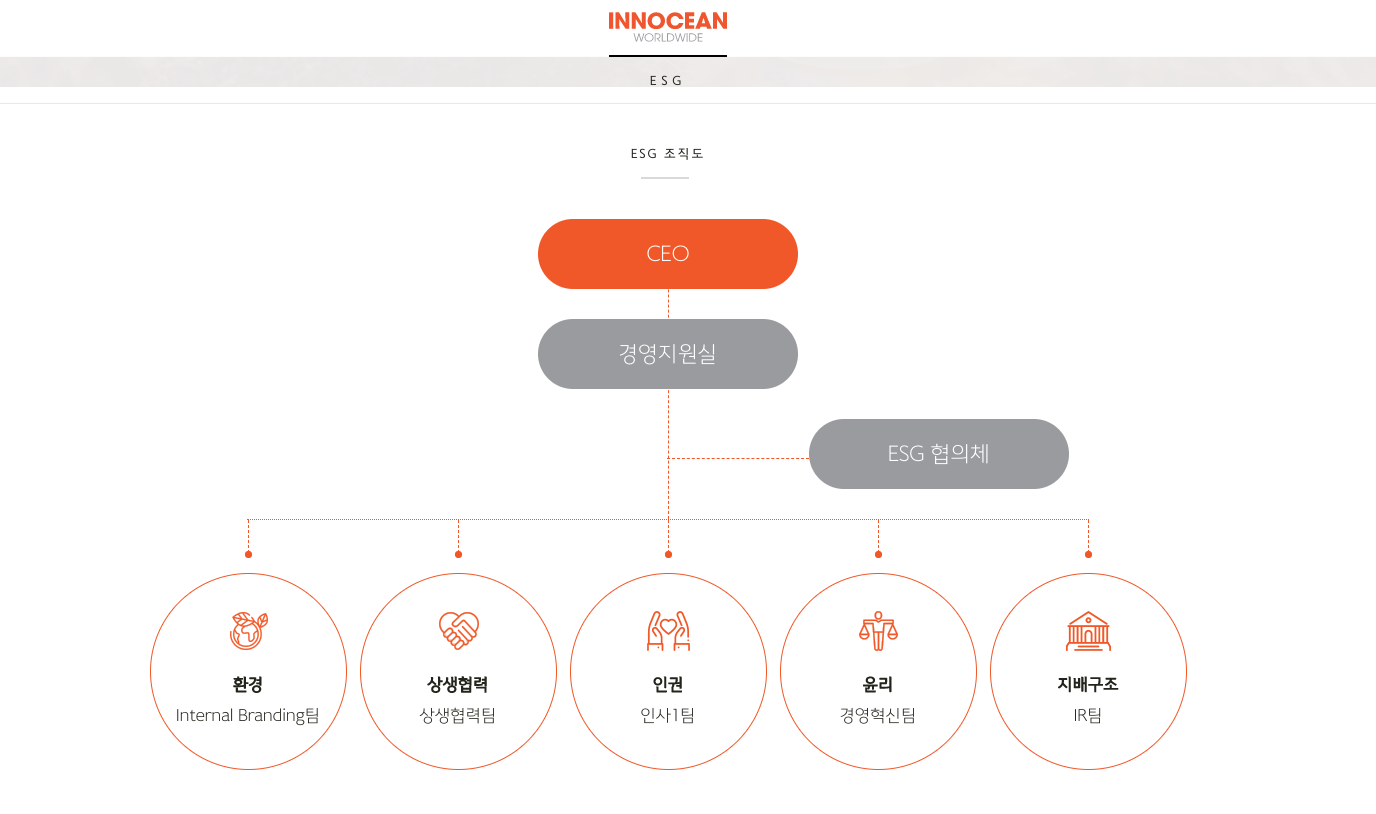 INNOCEAN
WORLDWIDE
ESG
ESG 조직도
CEO
경영지원실
ESG 협의체
환경
Internal Branding팀
상생협력
상생협력팀
인권
인사1팀
윤리
경영혁신팀
지배구조
IR팀